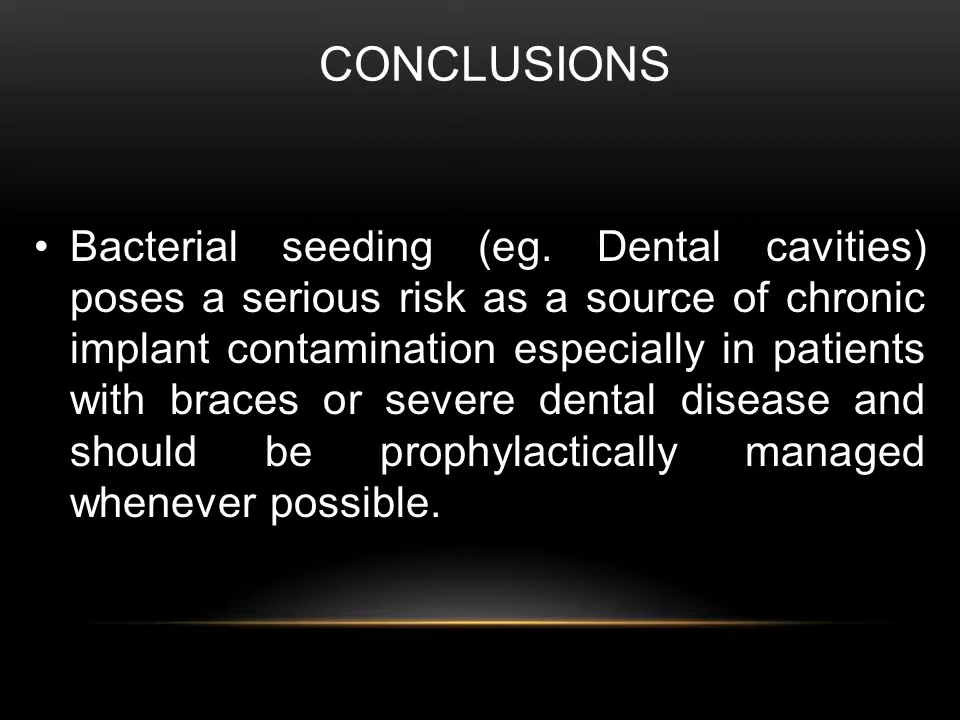 CONCLUSIONS
• Bacterial seeding (eg. Dental cavities)
poses a serious risk as a source of chronic
implant contamination especially in patients
with braces or severe dental disease and
should be prophylactically managed
whenever possible.